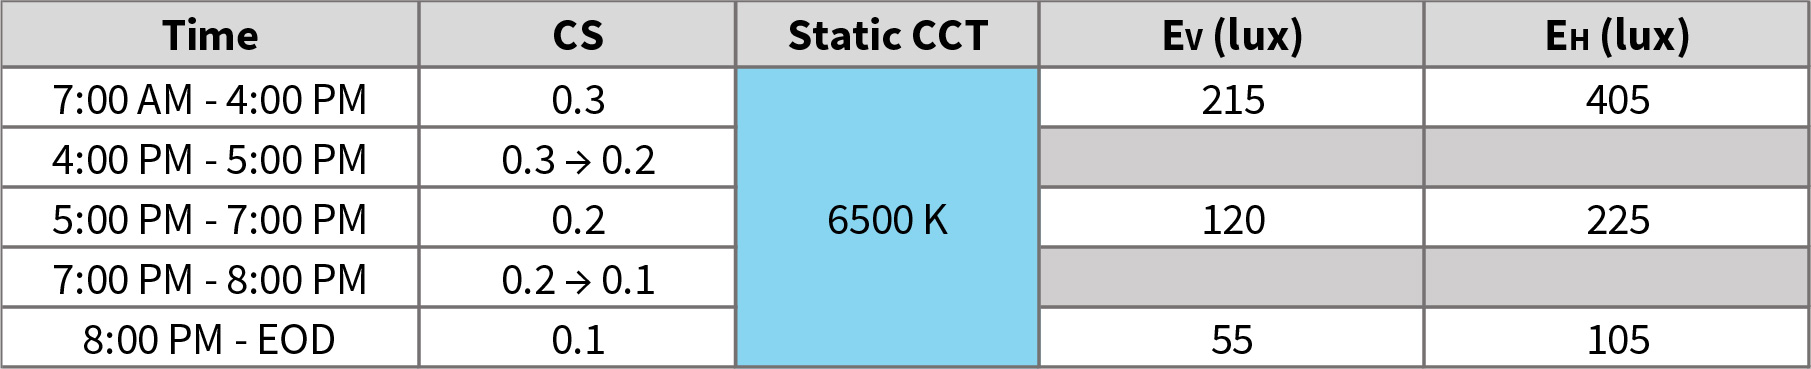 Time CS Static CCT EV (lux) EH (lux)
7:00 AM - 4:00 PM 0.3 215 405
4:00 PM - 5:00 PM 0.3 → 0.2
5:00 PM - 7:00 PM 0.2 6500 K 120 225
7:00 PM - 8:00 PM 0.2 → 0.1
8:00 PM - EOD 0.1 55 105